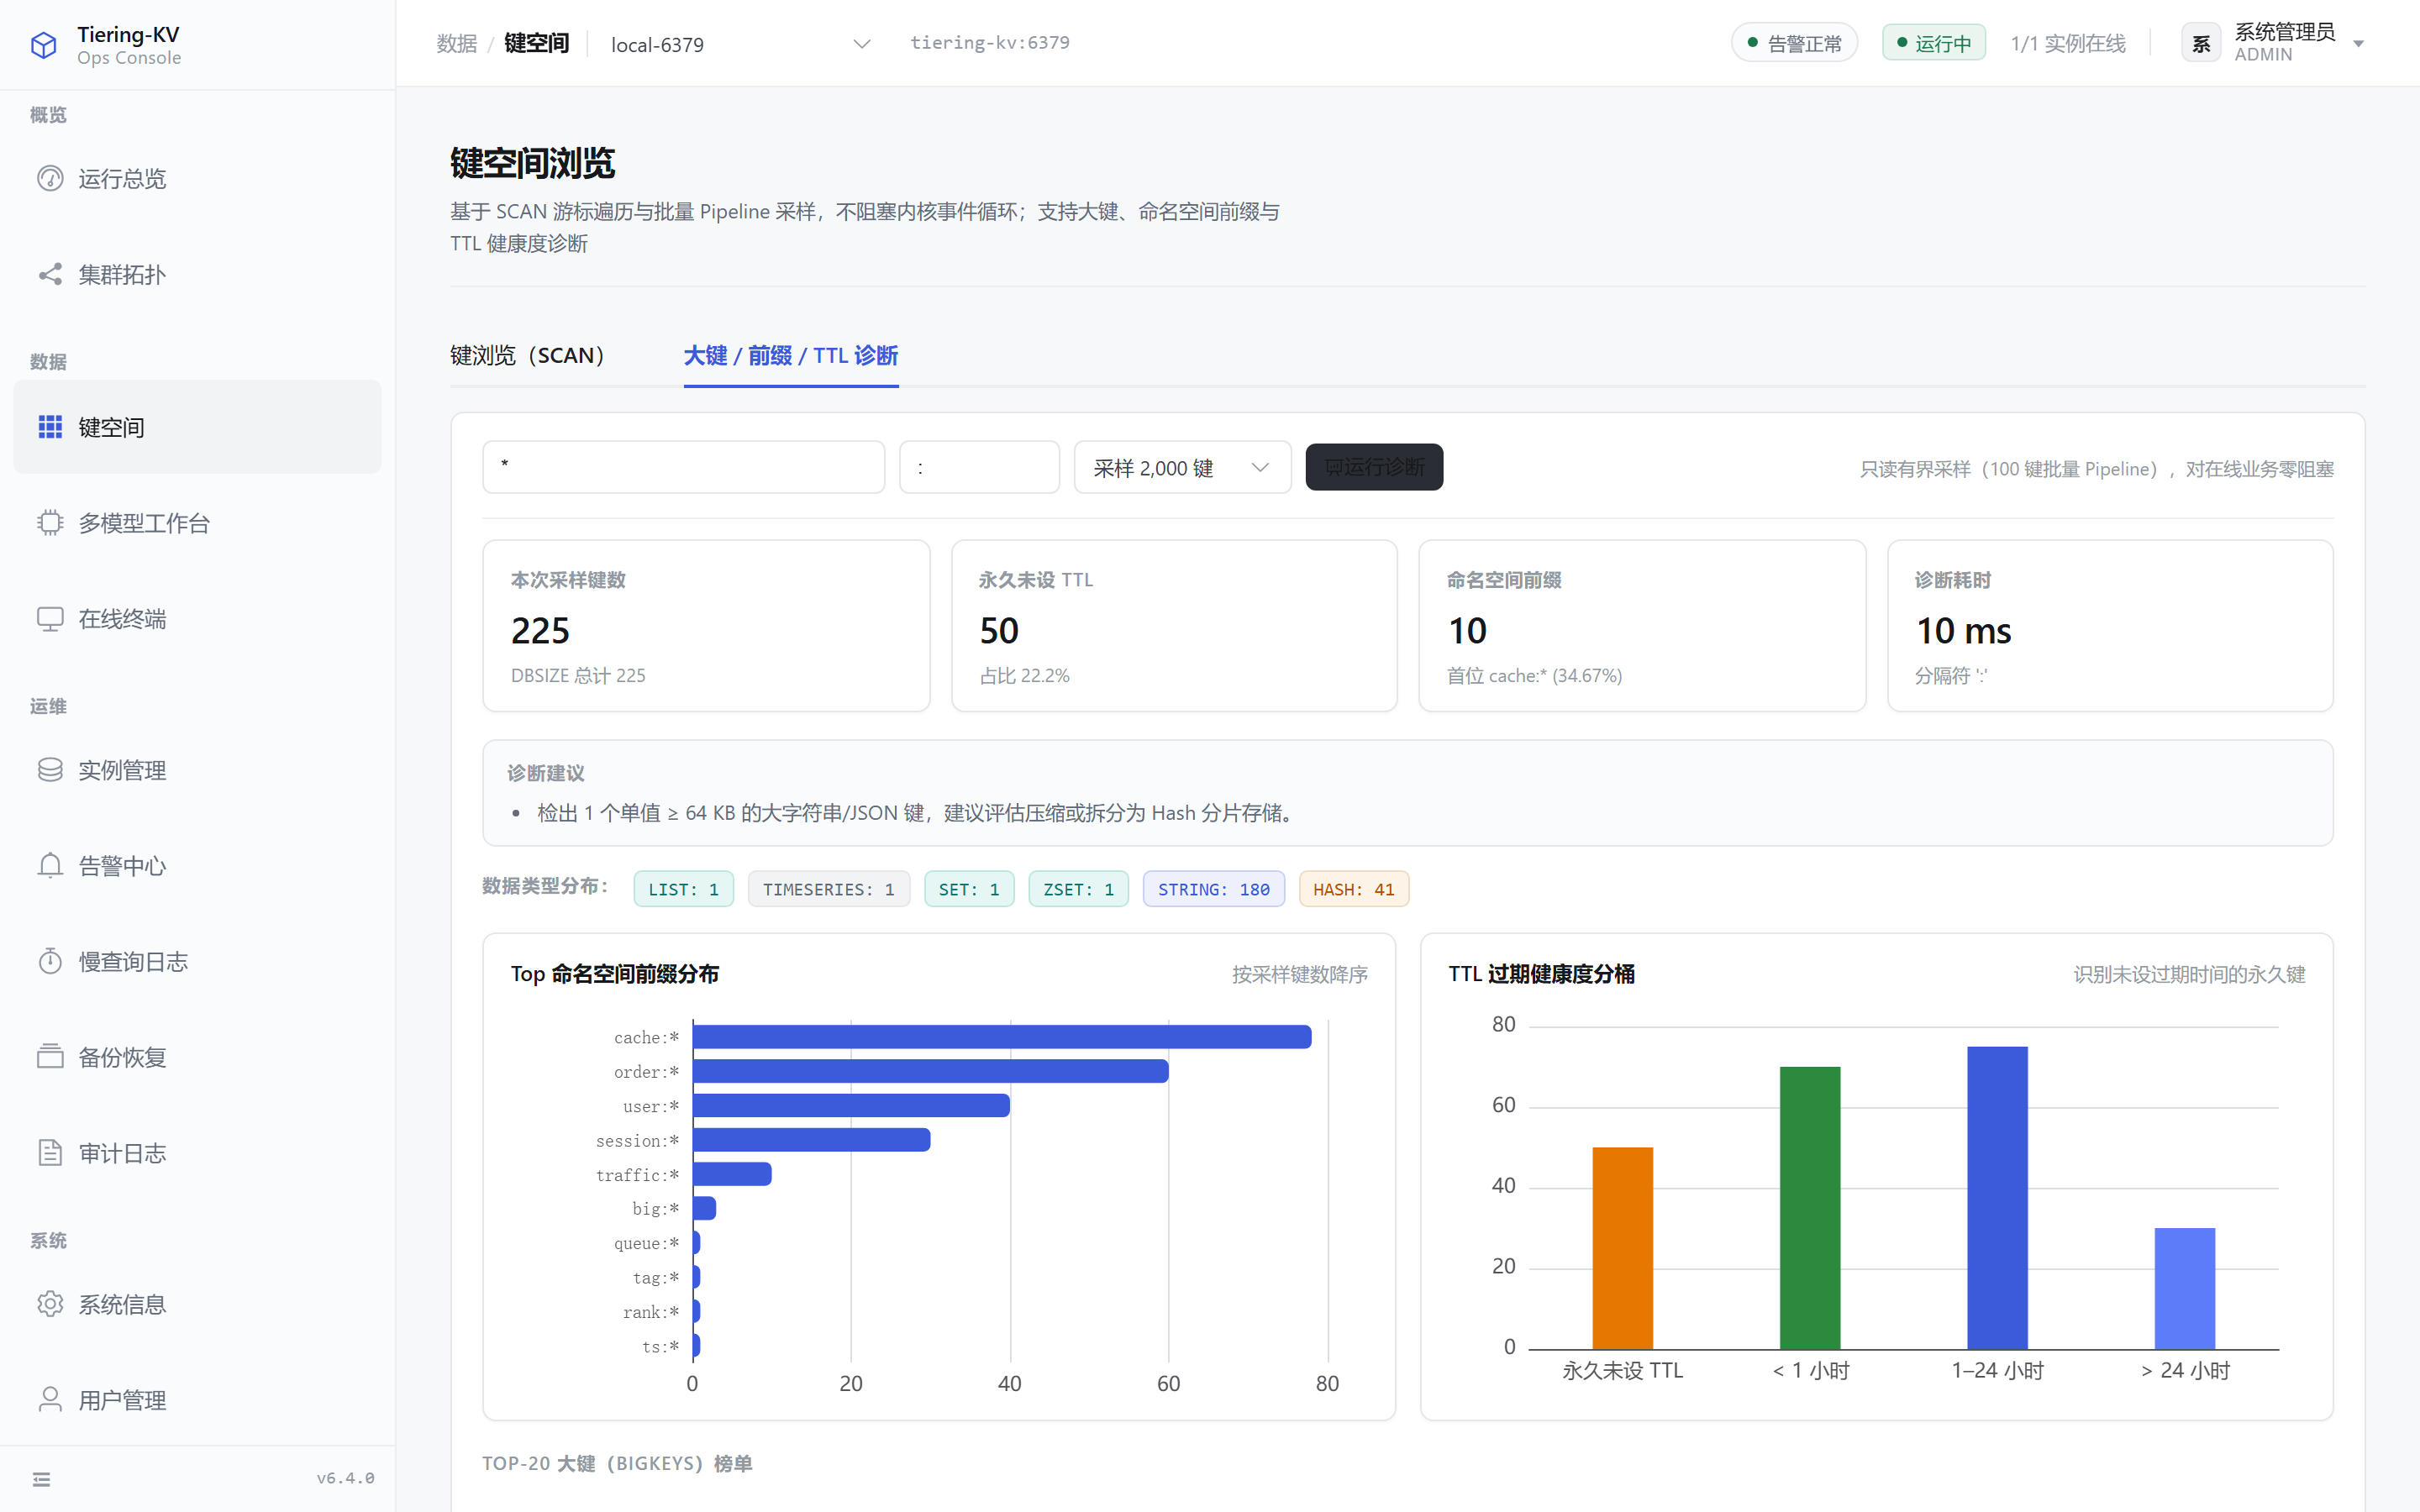 Tiering-KV
Ops Console
概览
运行总览
集群拓扑
数据
键空间
多模型工作台
在线终端
运维
实例管理
告警中心
慢查询日志
备份恢复
审计日志
系统
系统信息
用户管理
v6.4.0
数据 / 键空间
local-6379
tiering-kv:6379
告警正常
运行中
1/1 实例在线
系
系统管理员
ADMIN
键空间浏览
基于 SCAN 游标遍历与批量 Pipeline 采样，不阻塞内核事件循环；支持大键、命名空间前缀与
TTL 健康度诊断
键浏览（SCAN）
大键 / 前缀 / TTL 诊断
*
:
采样 2,000 键
运行诊断
只读有界采样（100 键批量 Pipeline），对在线业务零阻塞
本次采样键数
225
DBSIZE 总计 225
永久未设 TTL
50
占比 22.2%
命名空间前缀
10
首位 cache:* (34.67%)
诊断耗时
10 ms
分隔符 ':'
诊断建议
• 检出 1 个单值 ≥ 64 KB 的大字符串/JSON 键，建议评估压缩或拆分为 Hash 分片存储。
数据类型分布：
LIST: 1
TIMESERIES: 1
SET: 1
ZSET: 1
STRING: 180
HASH: 41
Top 命名空间前缀分布
按采样键数降序
cache:*
order:*
user:*
session:*
traffic:*
big:*
queue:*
tag:*
rank:*
ts:*
0 20 40 60 80
TTL 过期健康度分桶
识别未设过期时间的永久键
80
60
40
20
0
永久未设 TTL
< 1 小时
1–24 小时
> 24 小时
TOP-20 大键（BIGKEYS）榜单